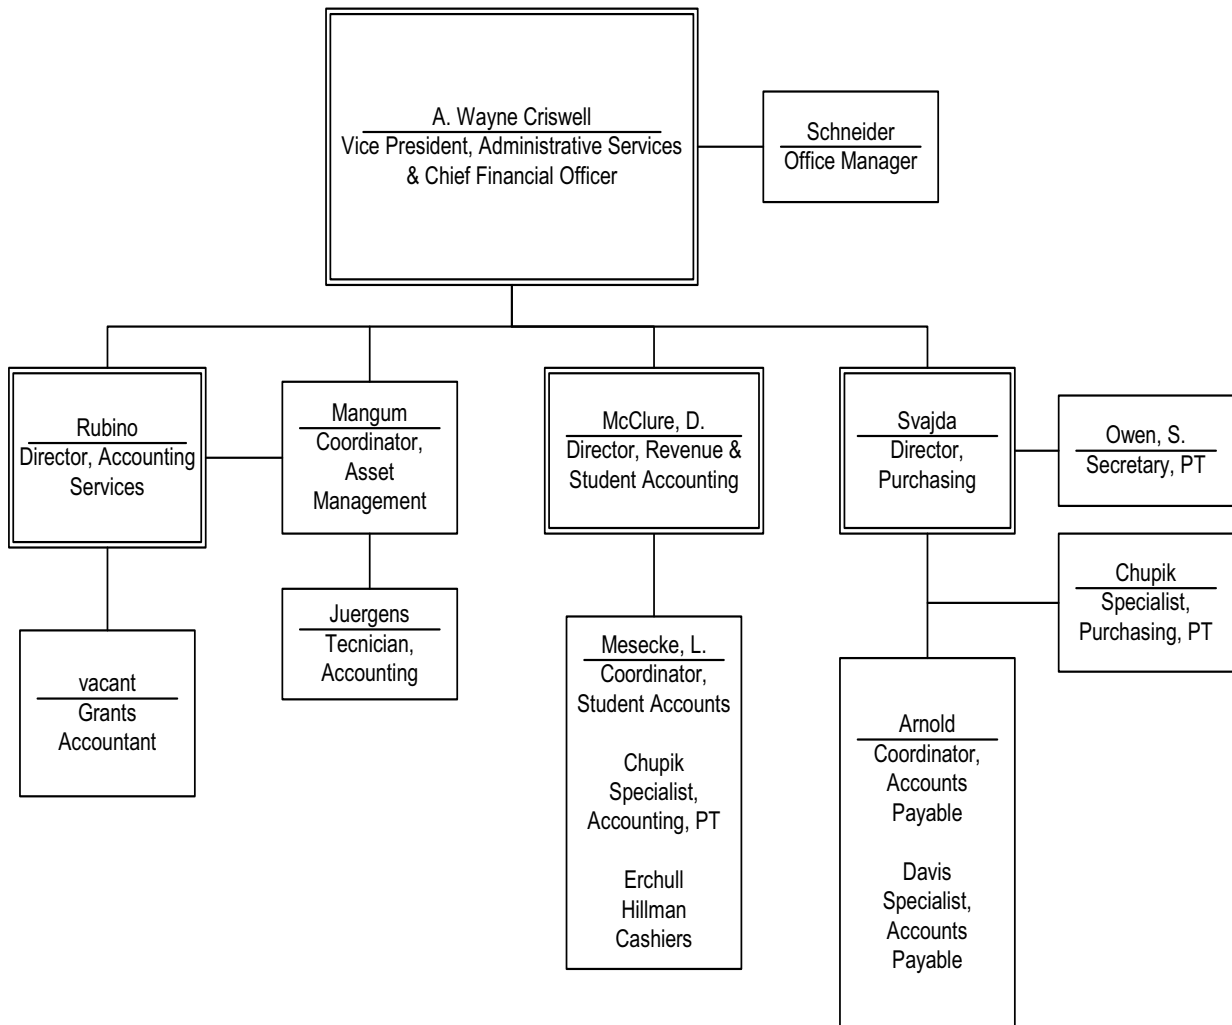 A. Wayne Criswell
Vice President, Administrative Services
& Chief Financial Officer
Schneider
Office Manager
Rubino
Director, Accounting
Services
Mangum
Coordinator,
Asset
Management
McClure, D.
Director, Revenue &
Student Accounting
Svajda
Director,
Purchasing
Owen, S.
Secretary, PT
Chupik
Specialist,
Purchasing, PT
vacant
Grants
Accountant
Juergens
Tecnician,
Accounting
Mesecke, L.
Coordinator,
Student Accounts
Chupik
Specialist,
Accounting, PT
Erchull
Hillman
Cashiers
Arnold
Coordinator,
Accounts
Payable
Davis
Specialist,
Accounts
Payable